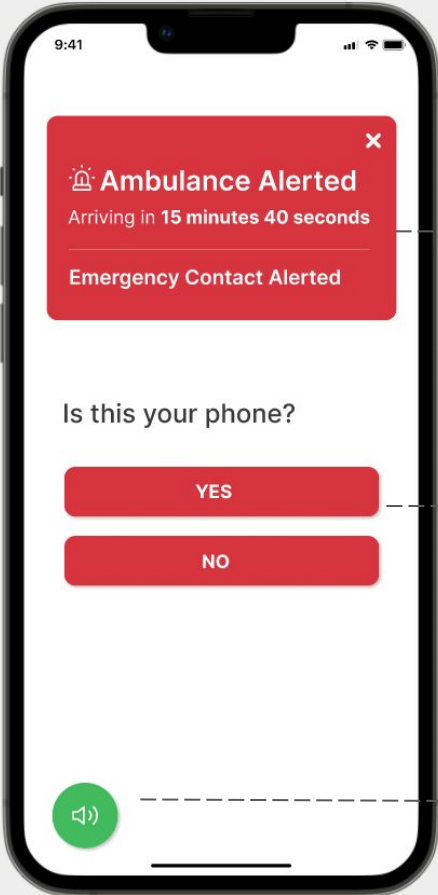 9:41
Ambulance Alerted
Arriving in 15 minutes 40 seconds
Emergency Contact Alerted
Is this your phone?
YES
NO